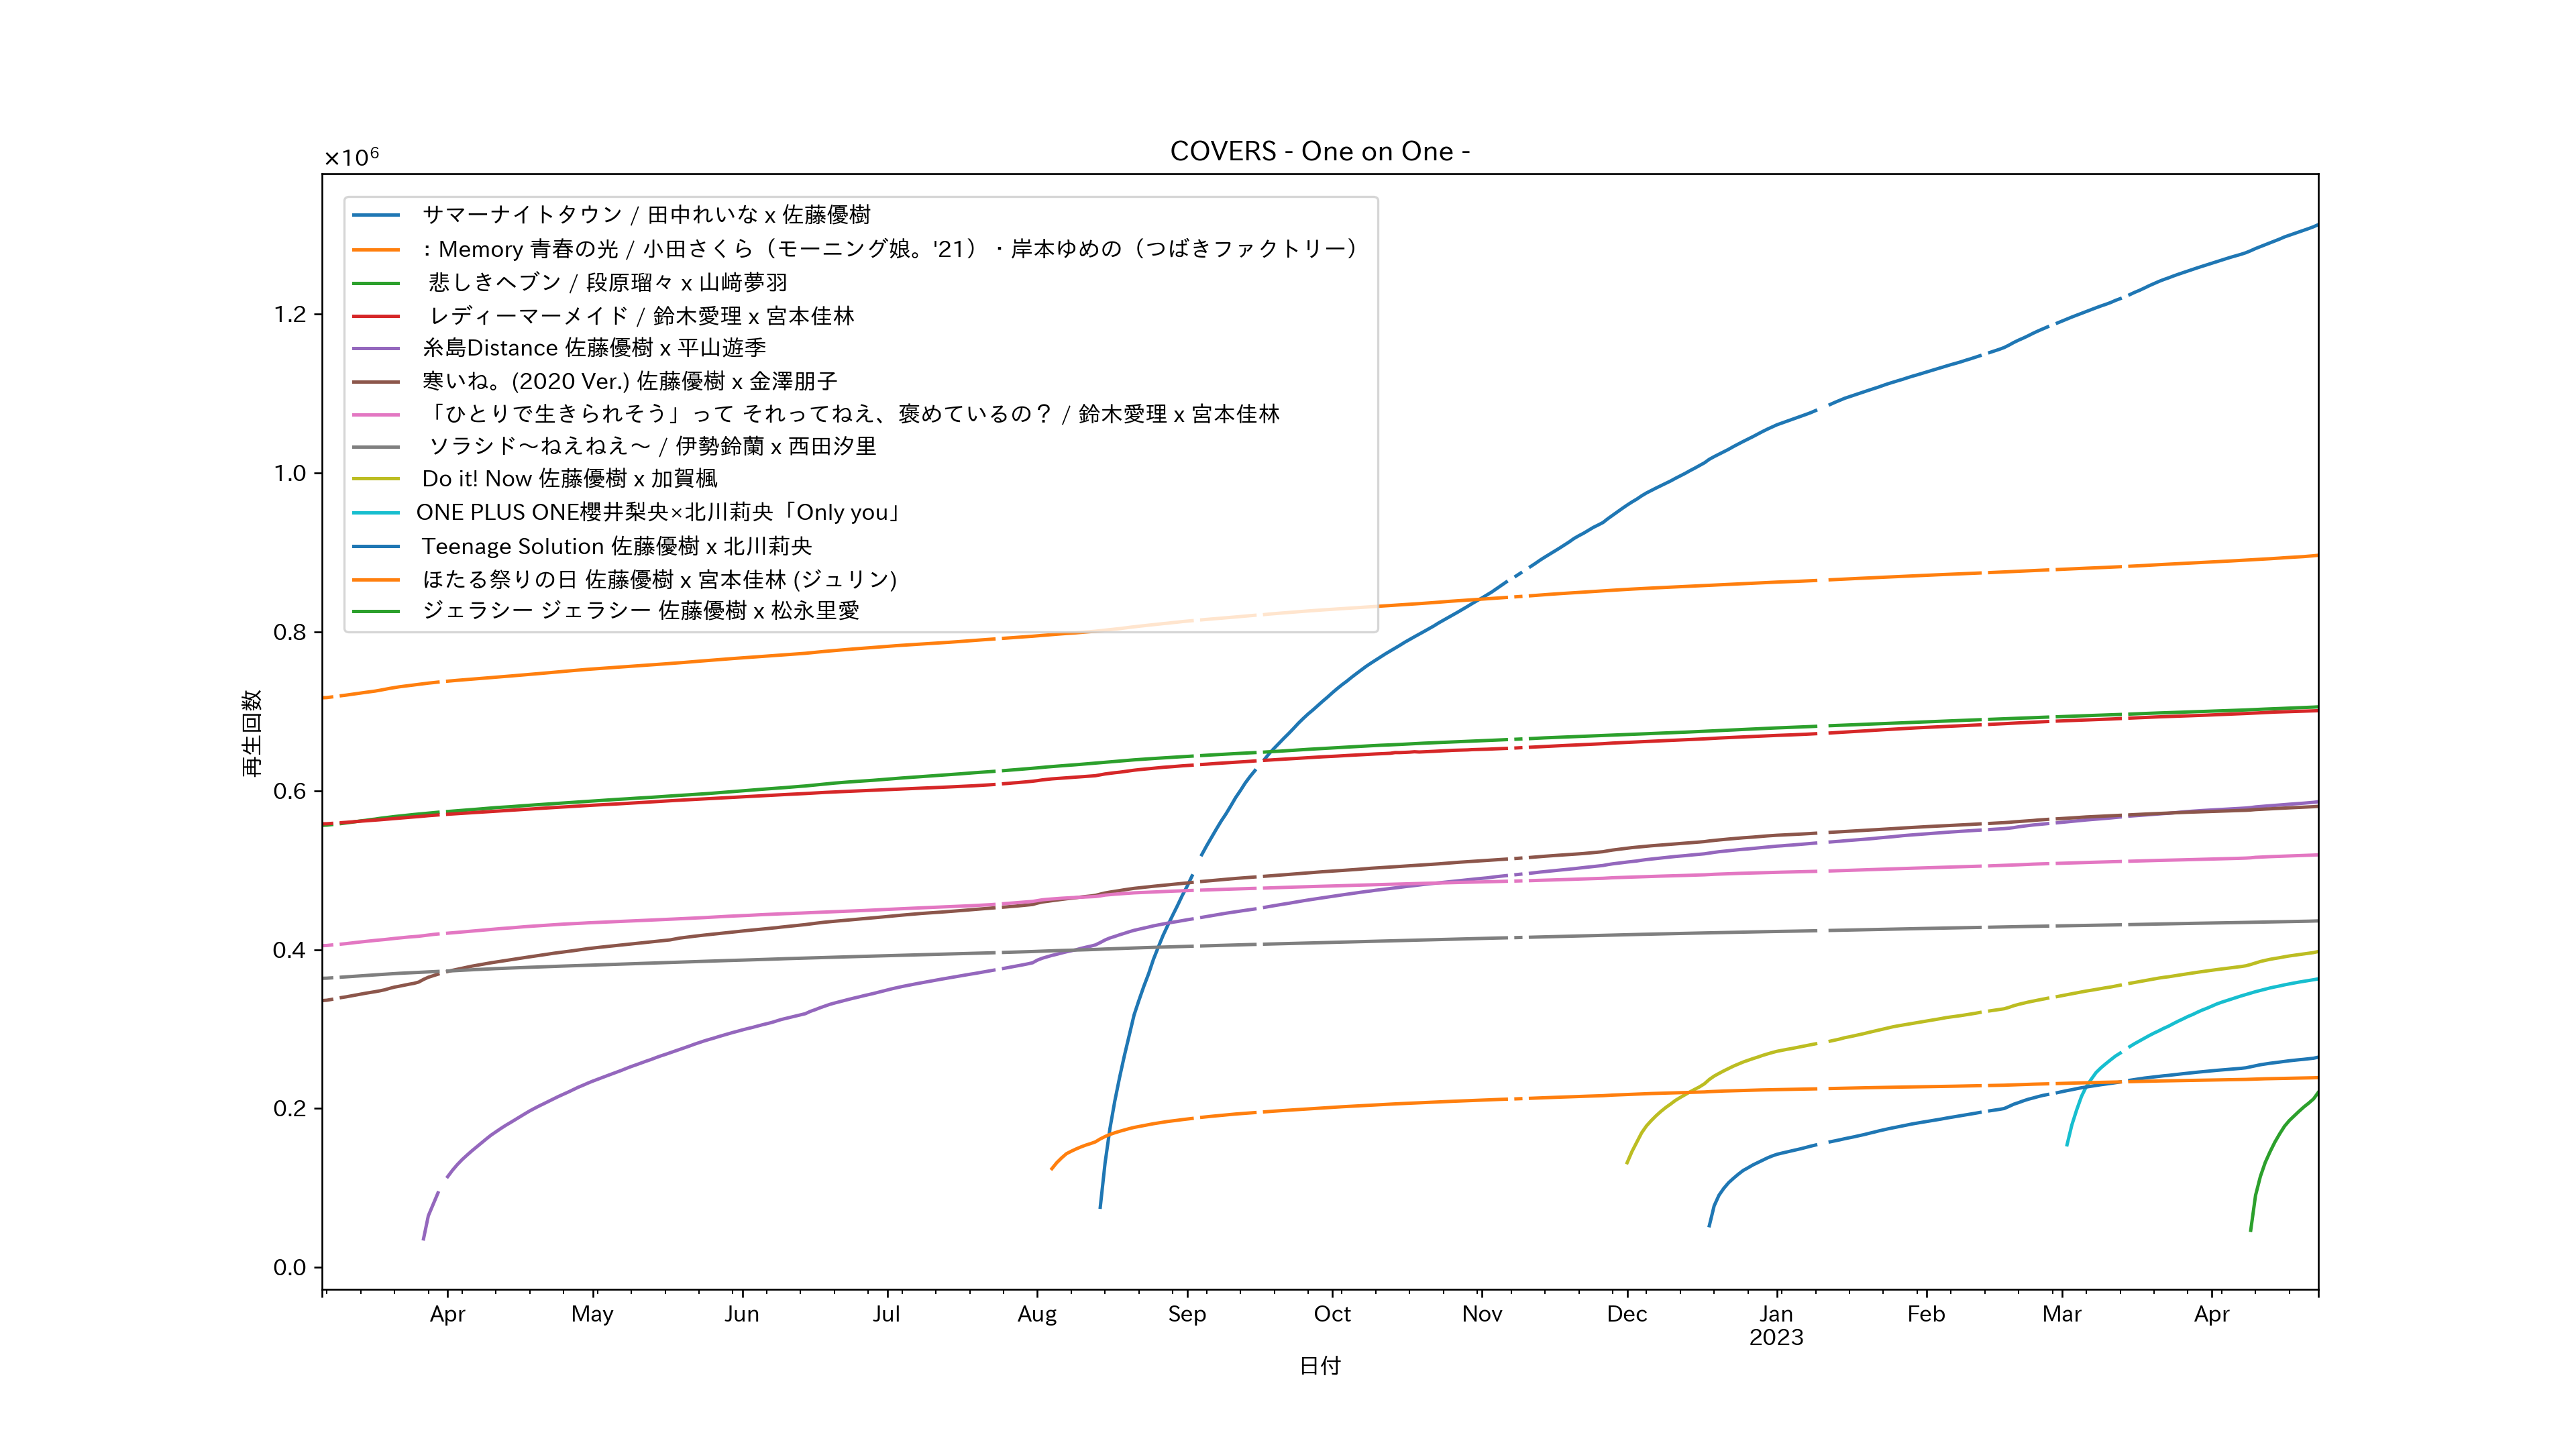 COVERS - One on One -
×10⁶
サマーナイトタウン / 田中れいな x 佐藤優樹
: Memory 青春の光 / 小田さくら（モーニング娘。'21）・岸本ゆめの（つばきファクトリー）
悲しきヘブン / 段原瑠々 x 山﨑夢羽
レディーマーメイド / 鈴木愛理 x 宮本佳林
糸島Distance 佐藤優樹 x 平山遊季
寒いね。(2020 Ver.) 佐藤優樹 x 金澤朋子
「ひとりで生きられそう」って それってねえ、褒めているの？ / 鈴木愛理 x 宮本佳林
ソラシド～ねえねえ～ / 伊勢鈴蘭 x 西田汐里
Do it! Now 佐藤優樹 x 加賀楓
ONE PLUS ONE櫻井梨央×北川莉央「Only you」
Teenage Solution 佐藤優樹 x 北川莉央
ほたる祭りの日 佐藤優樹 x 宮本佳林 (ジュリン)
ジェラシー ジェラシー 佐藤優樹 x 松永里愛
1.2
1.0
0.8
0.6
0.4
0.2
0.0
再生回数
Apr May Jun Jul Aug Sep Oct Nov Dec Jan Feb Mar Apr
2023
日付